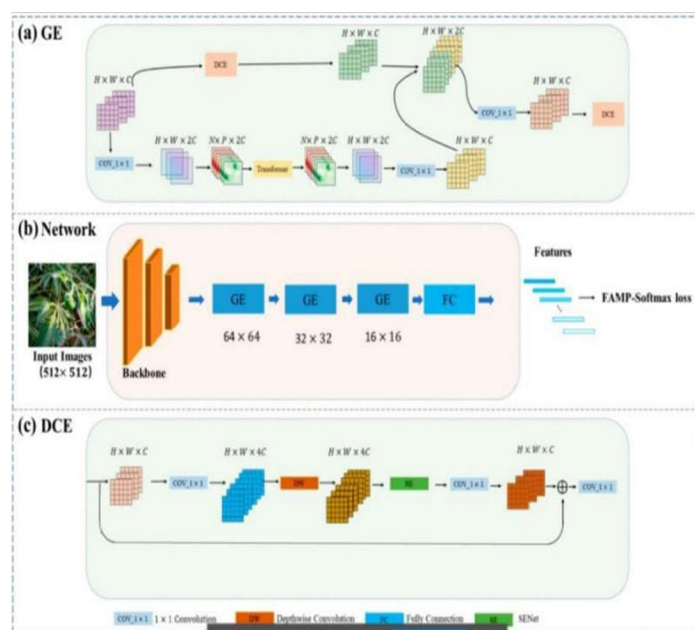 (a) GE
H × W × C
DCE
H × W × C
H × W × 2C
COV_1×1
H × W × C
DCE
COV_1×1
H × W × 2C
N × P × 2C
Transformer
N × P × 2C
H × W × 2C
COV_1×1
H × W × C
(b) Network
Input Images
(512× 512)
Backbone
GE
64 × 64
GE
32 × 32
GE
16 × 16
FC
Features
FAMP-Softmax loss
(c) DCE
H × W × C
COV_1×1
H × W × 4C
DW
H × W × 4C
SE
COV_1×1
H × W × C
⊕
COV_1×1
COV_1×1 1 × 1 Convolution DW Depthwise Convolution FC Fully Connection SE SENet